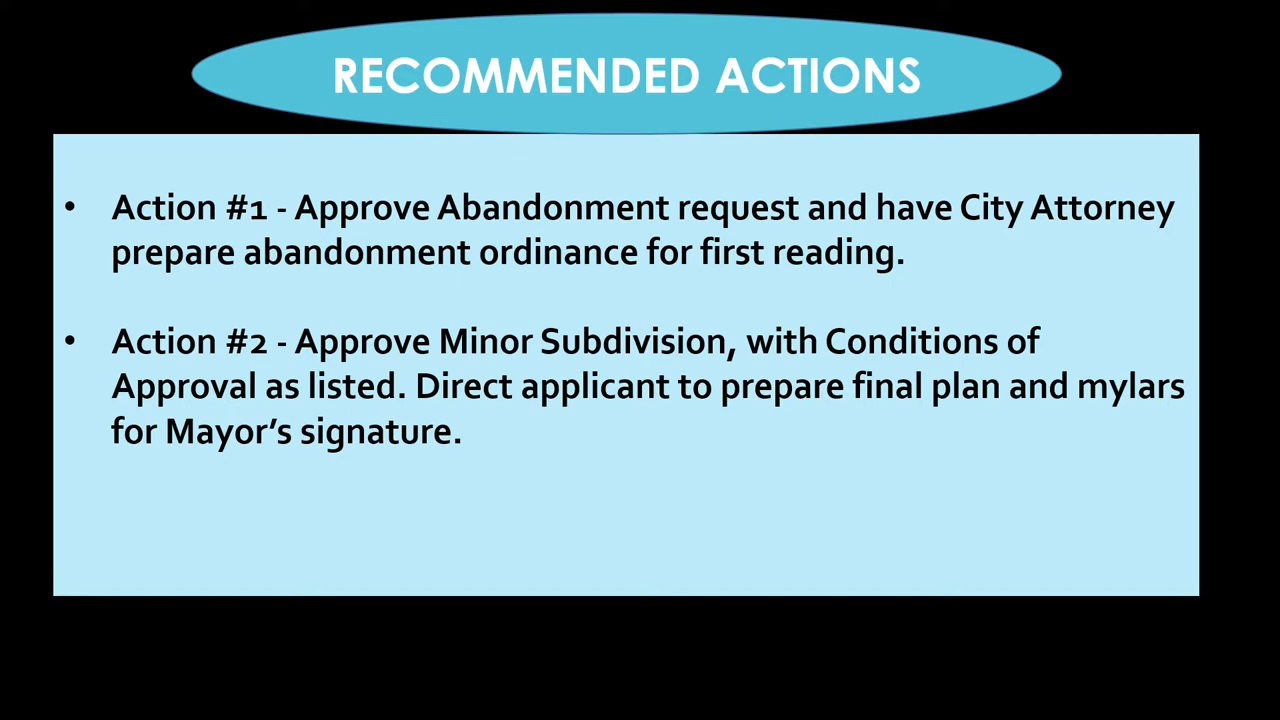 RECOMMENDED ACTIONS
• Action #1 - Approve Abandonment request and have City Attorney
prepare abandonment ordinance for first reading.
• Action #2 - Approve Minor Subdivision, with Conditions of
Approval as listed. Direct applicant to prepare final plan and mylars
for Mayor’s signature.